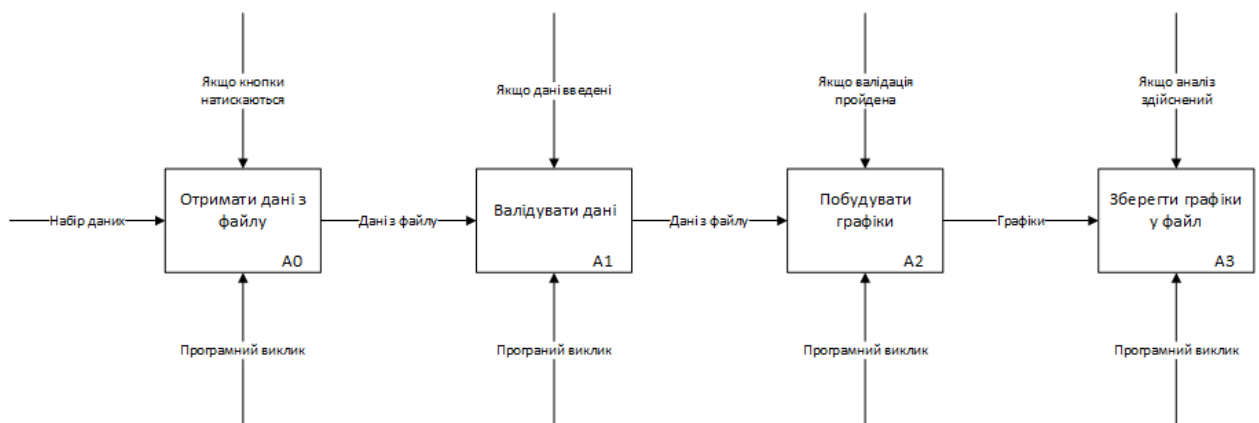 Якщо кнопки
натискаються
Якщо дані введені
Якщо валідація
пройдена
Якщо аналіз
здійснений
Набір даних
Отримати дані з
файлу
A0
Дані з файлу
Валідувати дані
A1
Дані з файлу
Побудувати
графіки
A2
Графіки
Зберегти графіки
у файл
A3
Програмний виклик
Програний виклик
Програмний виклик
Програмний виклик